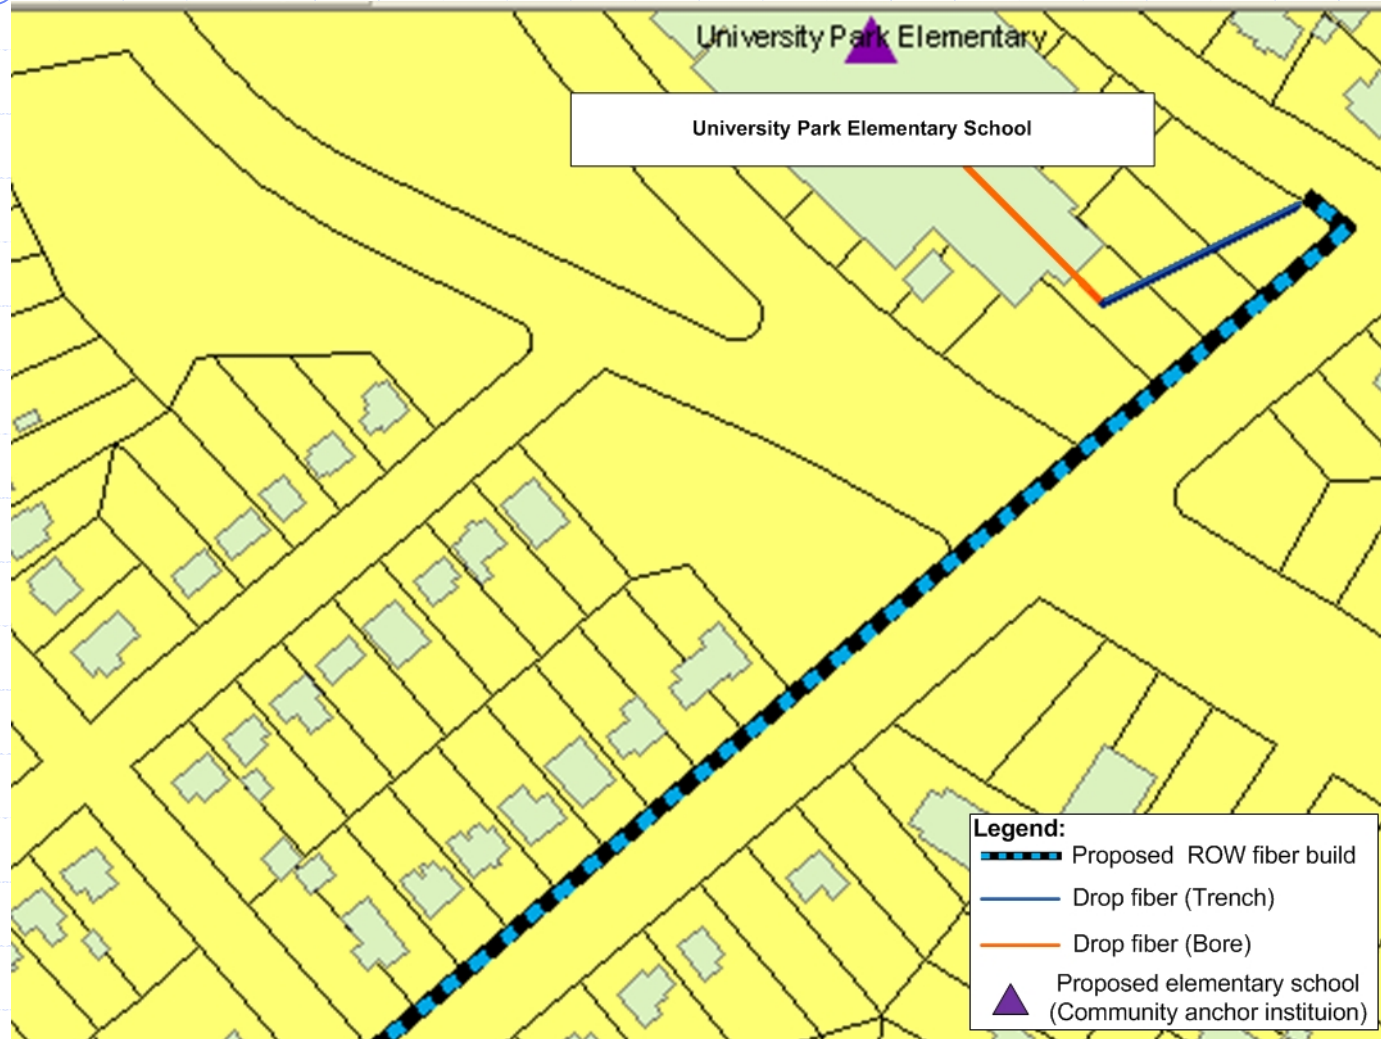 University Park Elementary
University Park Elementary School
Legend:
Proposed ROW fiber build
Drop fiber (Trench)
Drop fiber (Bore)
Proposed elementary school
(Community anchor instituion)